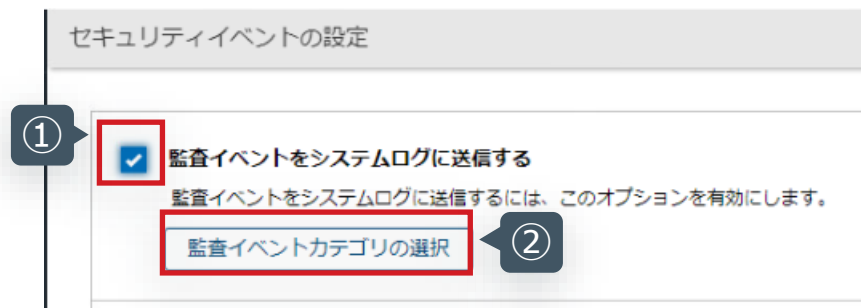 セキュリティイベントの設定
①
監査イベントをシステムログに送信する
監査イベントをシステムログに送信するには、このオプションを有効にします。
監査イベントカテゴリの選択
②